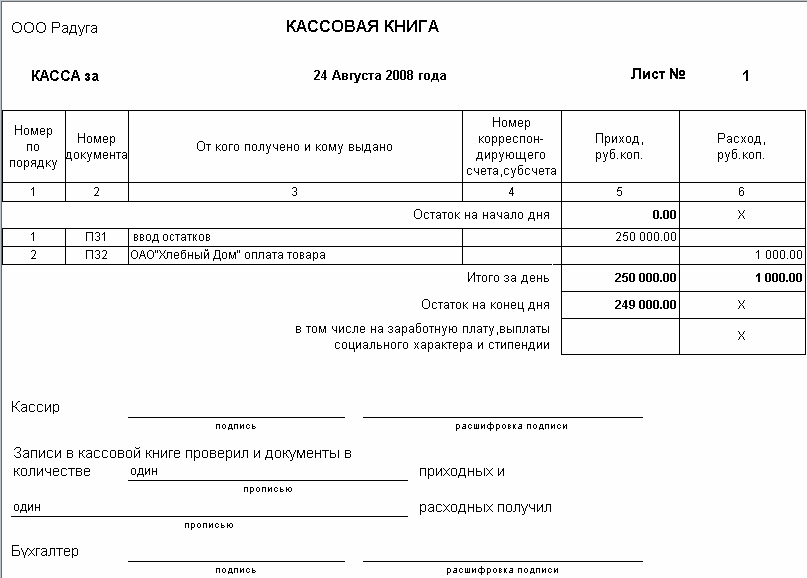 ООО Радуга КАССОВАЯ КНИГА
КАССА за 24 Августа 2008 года Лист № 1
Номер по порядку Номер документа От кого получено и кому выдано Номер корреспон-дирующего счета,субсчета Приход, руб.коп. Расход, руб.коп.
1 2 3 4 5 6
Остаток на начало дня 0.00 X
1 П31 ввод остатков 250 000.00
2 П32 ОАО"Хлебный Дом" оплата товара 1 000.00
Итого за день 250 000.00 1 000.00
Остаток на конец дня 249 000.00 X
в том числе на заработную плату,выплаты
социального характера и стипендии X
Кассир
подпись расшифровка подписи
Записи в кассовой книге проверил и документы в
количестве один приходных и
прописью
один расходных получил
прописью
Бухгалтер
подпись расшифровка подписи